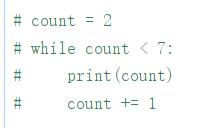 # count = 2
# while count < 7:
#     print(count)
#     count += 1